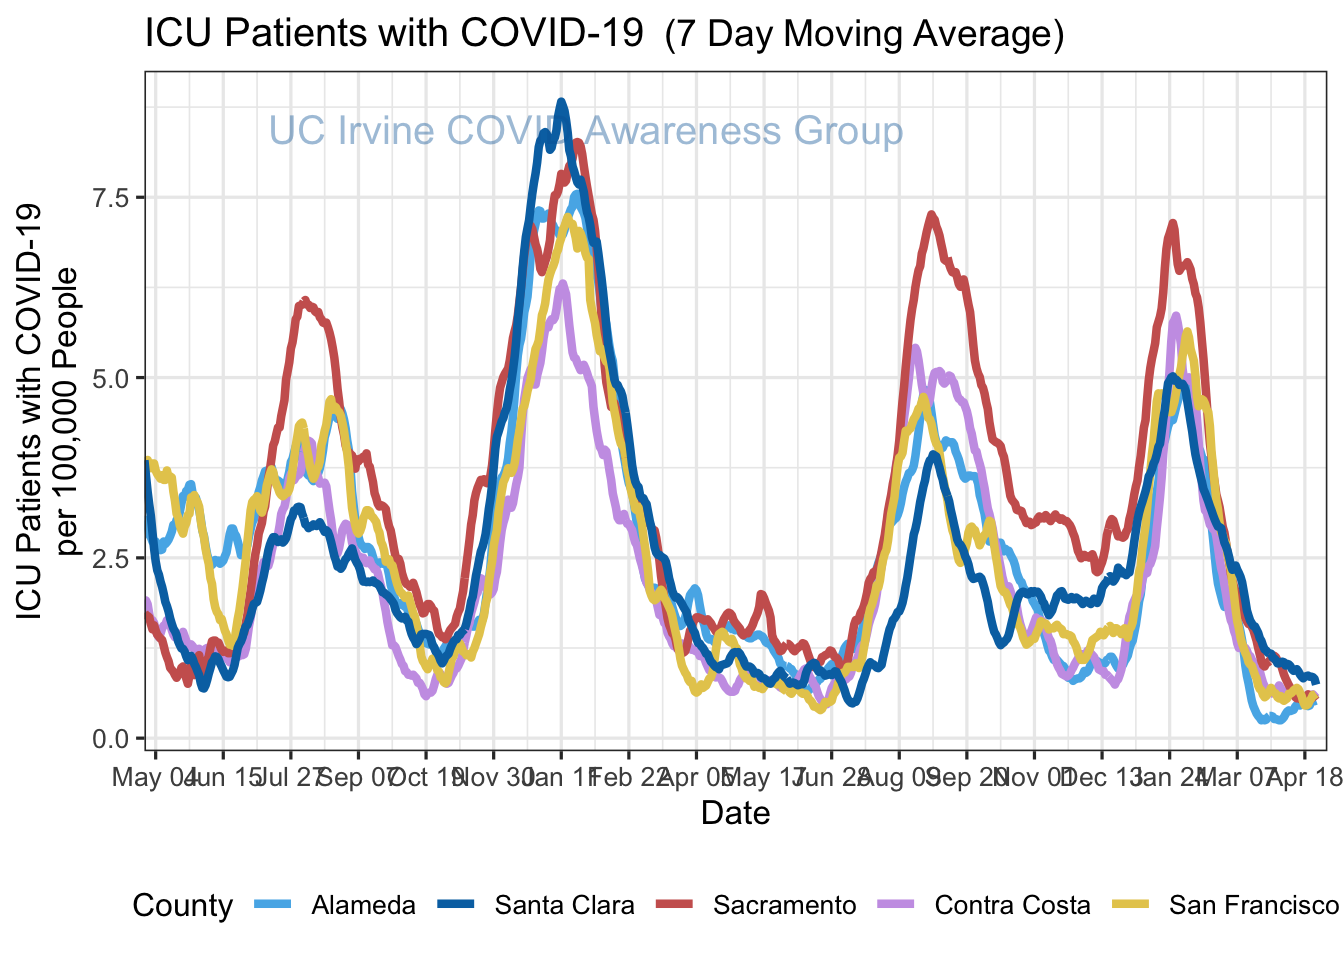 ICU Patients with COVID-19 (7 Day Moving Average)
UC Irvine COVID Awareness Group
ICU Patients with COVID-19
per 100,000 People
7.5
5.0
2.5
0.0
May 04 Jun 15 Jul 27 Sep 07 Oct 19 Nov 30 Jan 11 Feb 22 Apr 05 May 17 Jun 28 Aug 09 Sep 20 Nov 01 Dec 13 Jan 24 Mar 07 Apr 18
Date
County Alameda Santa Clara Sacramento Contra Costa San Francisco